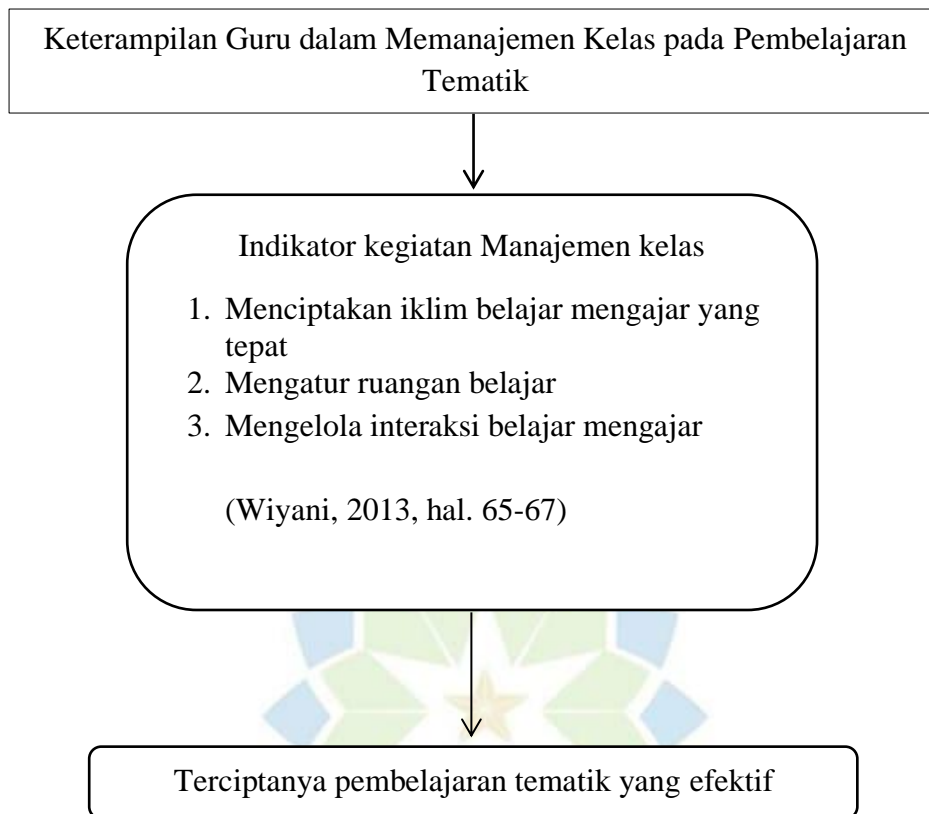 Keterampilan Guru dalam Memanajemen Kelas pada Pembelajaran
Tematik
Indikator kegiatan Manajemen kelas
1. Menciptakan iklim belajar mengajar yang
tepat
2. Mengatur ruangan belajar
3. Mengelola interaksi belajar mengajar
(Wiyani, 2013, hal. 65-67)
Terciptanya pembelajaran tematik yang efektif